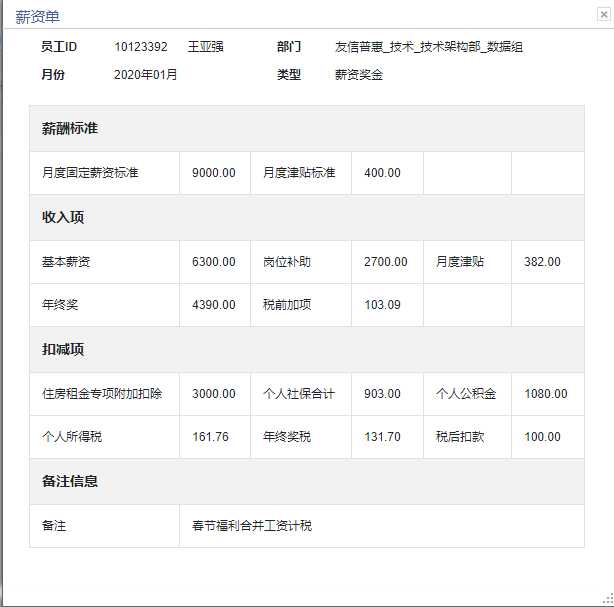 薪资单
员工ID 10123392 王亚强 部门 友信普惠_技术_技术架构部_数据组
月份 2020年01月 类型 薪资奖金
薪酬标准
月度固定薪资标准 9000.00 月度津贴标准 400.00
收入项
基本薪资 6300.00 岗位补助 2700.00 月度津贴 382.00
年终奖 4390.00 税前加项 103.09
扣减项
住房租金专项附加扣除 3000.00 个人社保合计 903.00 个人公积金 1080.00
个人所得税 161.76 年终奖税 131.70 税后扣款 100.00
备注信息
备注 春节福利合并工资计税